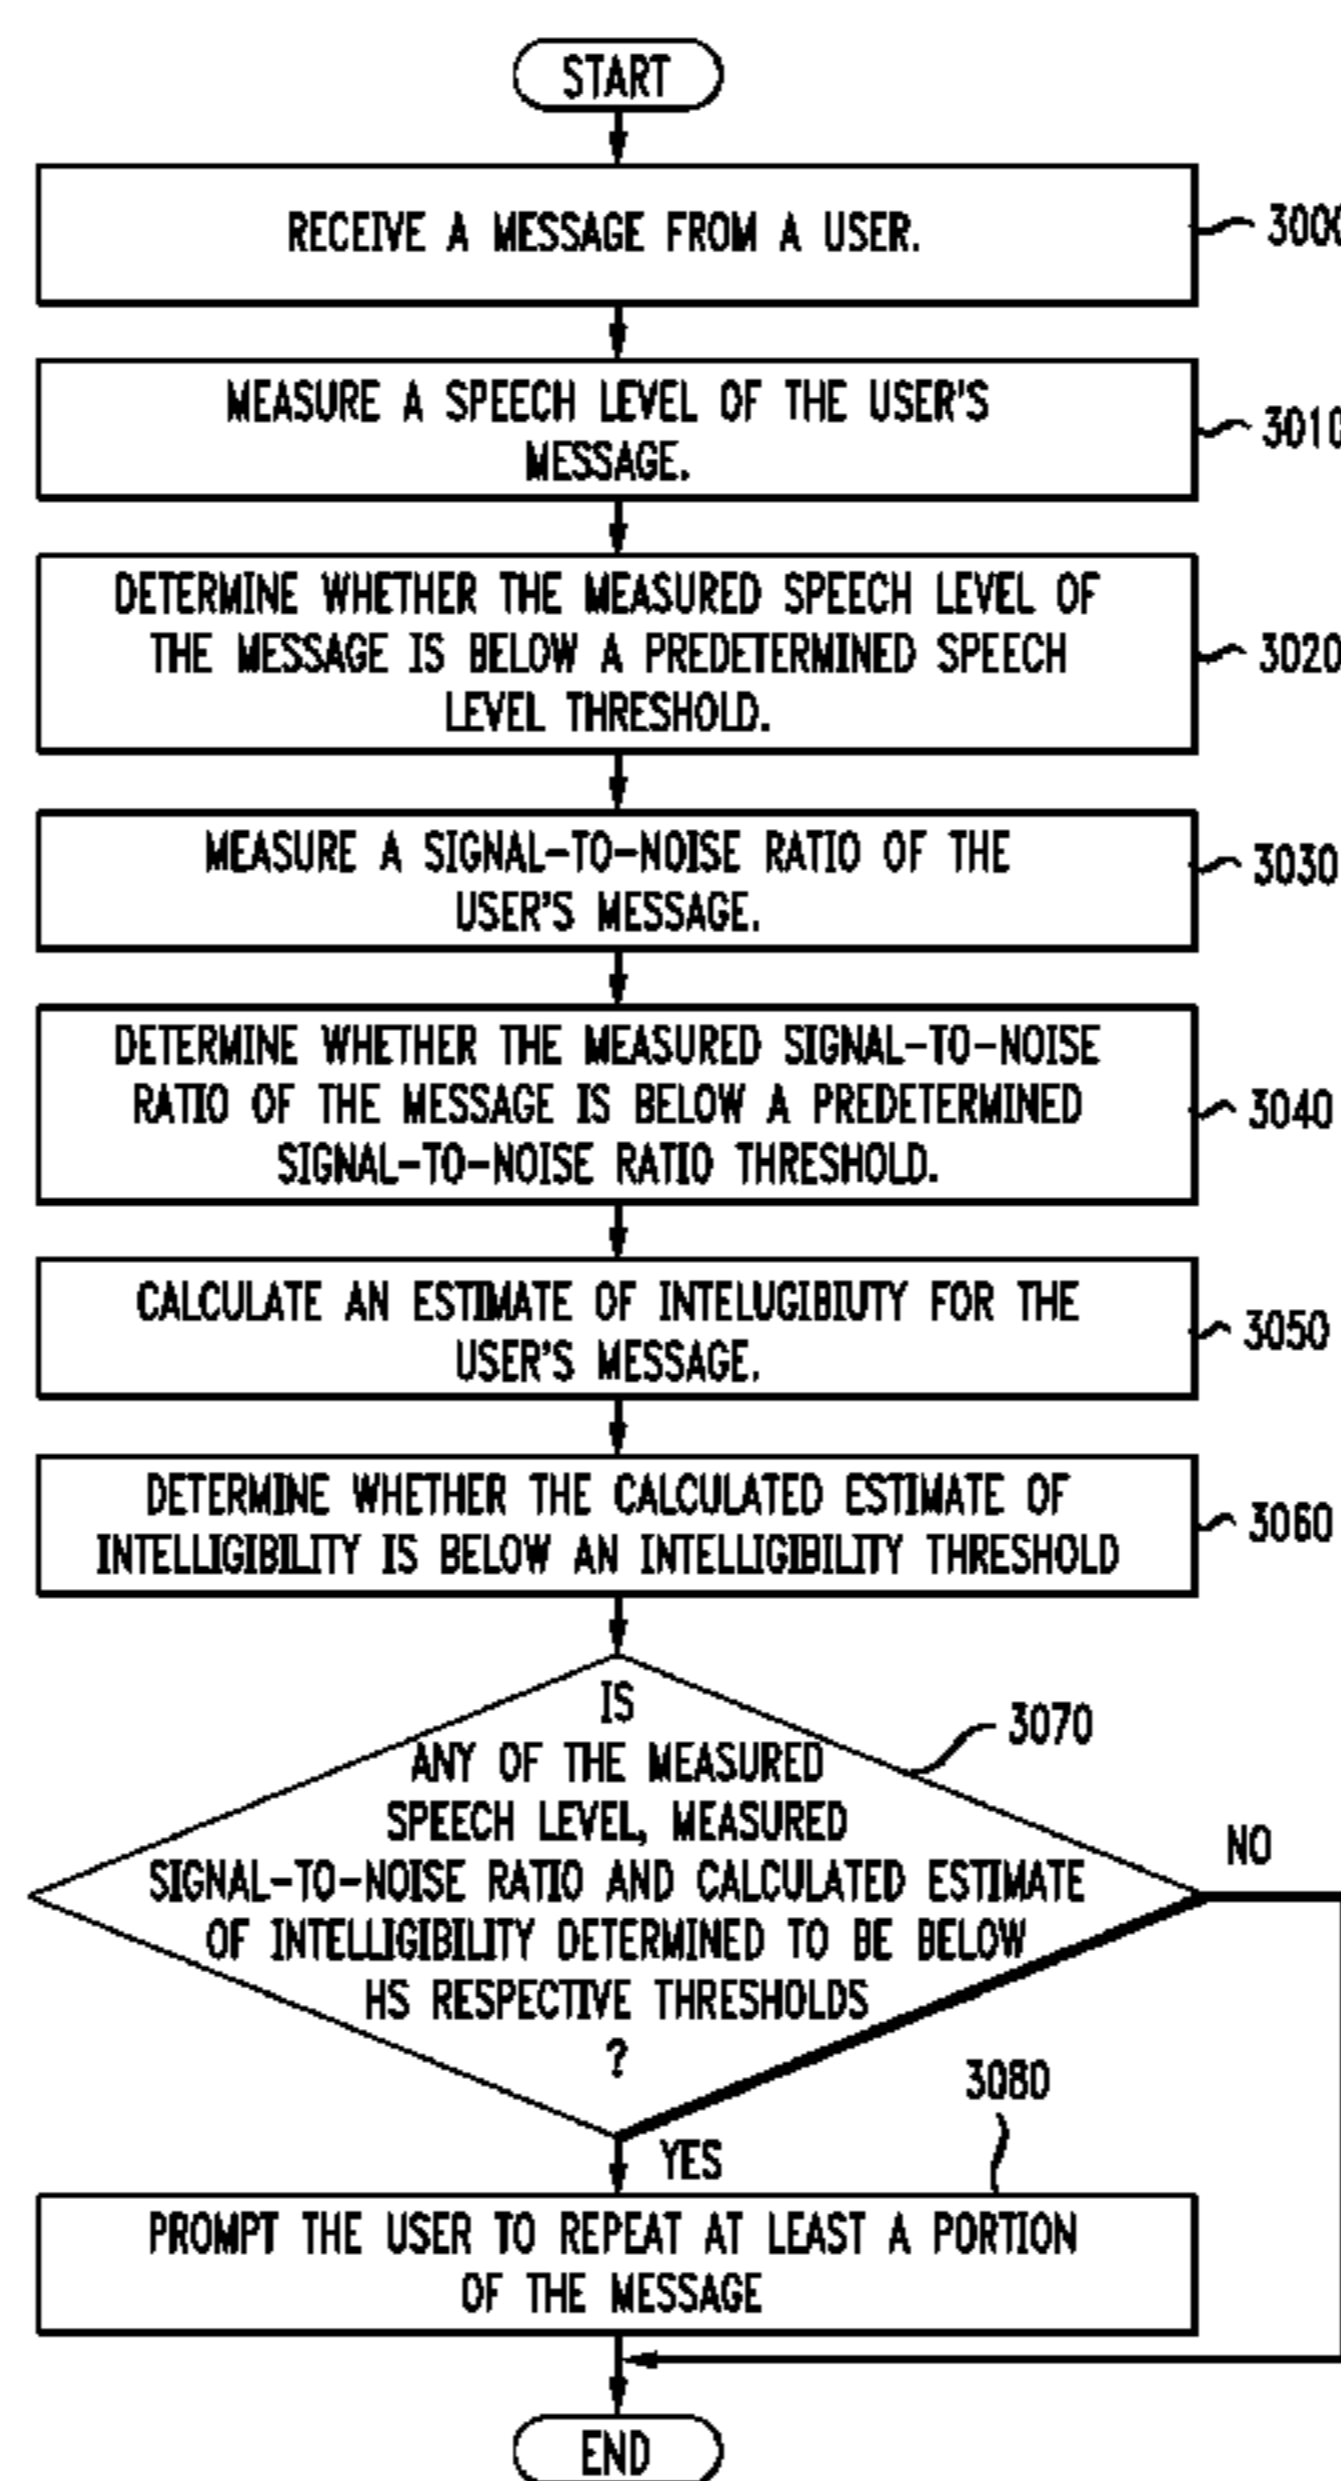 START
RECEIVE A MESSAGE FROM A USER.
3000
MEASURE A SPEECH LEVEL OF THE USER'S
MESSAGE.
3010
DETERMINE WHETHER THE MEASURED SPEECH LEVEL OF
THE MESSAGE IS BELOW A PREDETERMINED SPEECH
LEVEL THRESHOLD.
3020
MEASURE A SIGNAL-TO-NOISE RATIO OF THE
USER'S MESSAGE.
3030
DETERMINE WHETHER THE MEASURED SIGNAL-TO-NOISE
RATIO OF THE MESSAGE IS BELOW A PREDETERMINED
SIGNAL-TO-NOISE RATIO THRESHOLD.
3040
CALCULATE AN ESTIMATE OF INTELUGIBIUTY FOR THE
USER'S MESSAGE.
3050
DETERMINE WHETHER THE CALCULATED ESTIMATE OF
INTELLIGIBILITY IS BELOW AN INTELLIGIBILITY THRESHOLD
3060
IS
ANY OF THE MEASURED
SPEECH LEVEL, MEASURED
SIGNAL-TO-NOISE RATIO AND CALCULATED ESTIMATE
OF INTELLIGIBILITY DETERMINED TO BE BELOW
HS RESPECTIVE THRESHOLDS
?
3070
NO
YES
3080
PROMPT THE USER TO REPEAT AT LEAST A PORTION
OF THE MESSAGE
END